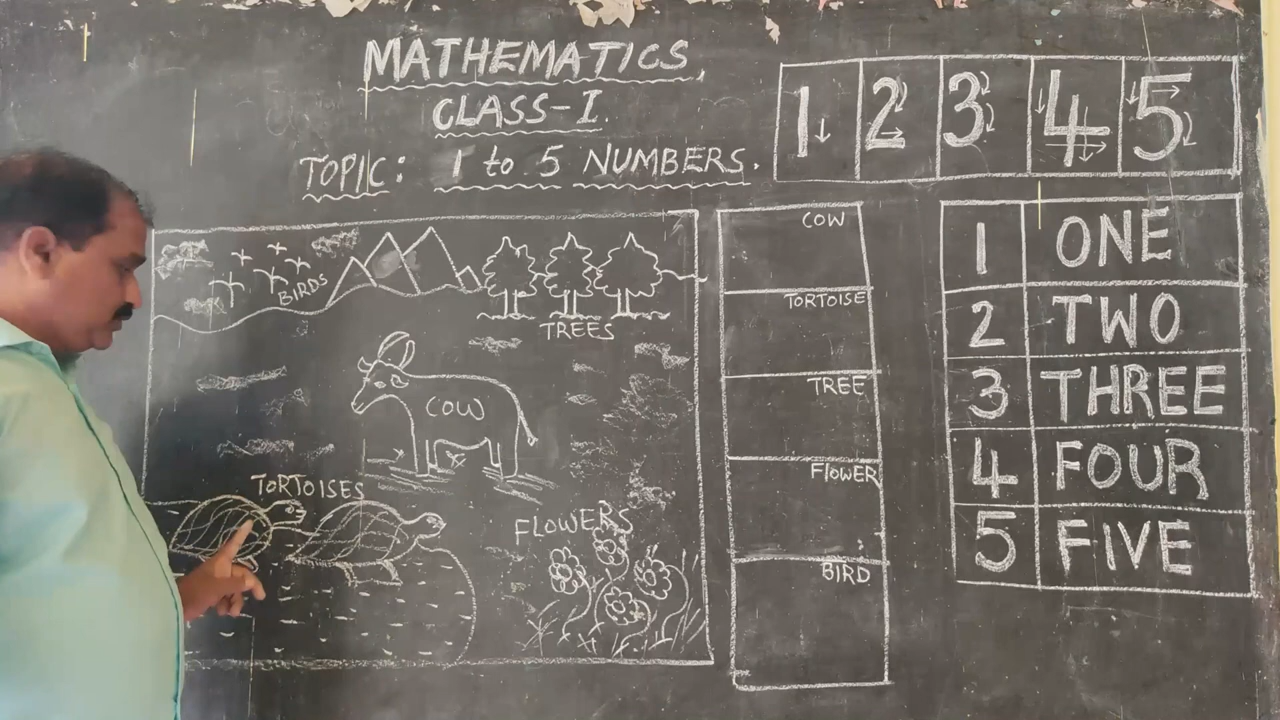 MATHEMATICS,
CLASS-I.
TOPIC: 1 to 5 NUMBERS.
1 2 3 4 5
BIRDS
TREES
COW
TORTOISES
FLOWERS
COW
TORTOISE
TREE
FLOWER
BIRD
1 ONE
2 TWO
3 THREE
4 FOUR
5 FIVE